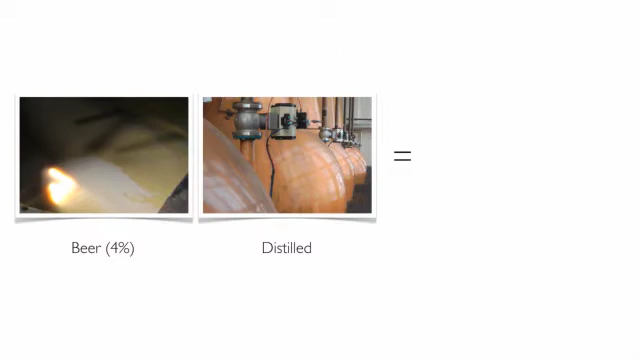 =
Beer (4%)
Distilled